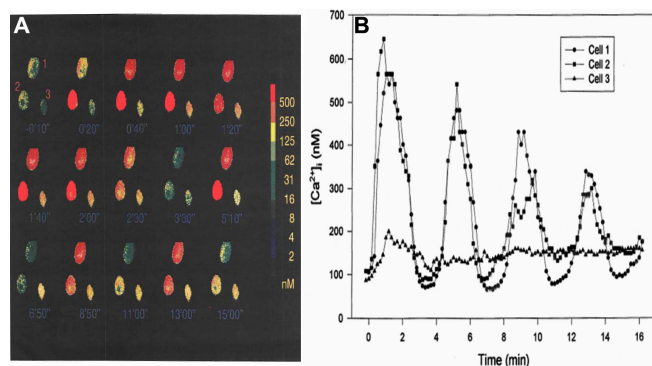 A
1
2
3
-0'10" 0'20" 0'40" 1'00" 1'20"
1'40" 2'00" 2'30" 3'30" 5'10"
6'50" 8'50" 11'00" 13'00" 15'00"
500
250
125
62
31
16
8
4
2
nM
B
[Ca²⁺]i (nM)
700
600
500
400
300
200
100
0
Cell 1
Cell 2
Cell 3
0 2 4 6 8 10 12 14 16
Time (min)